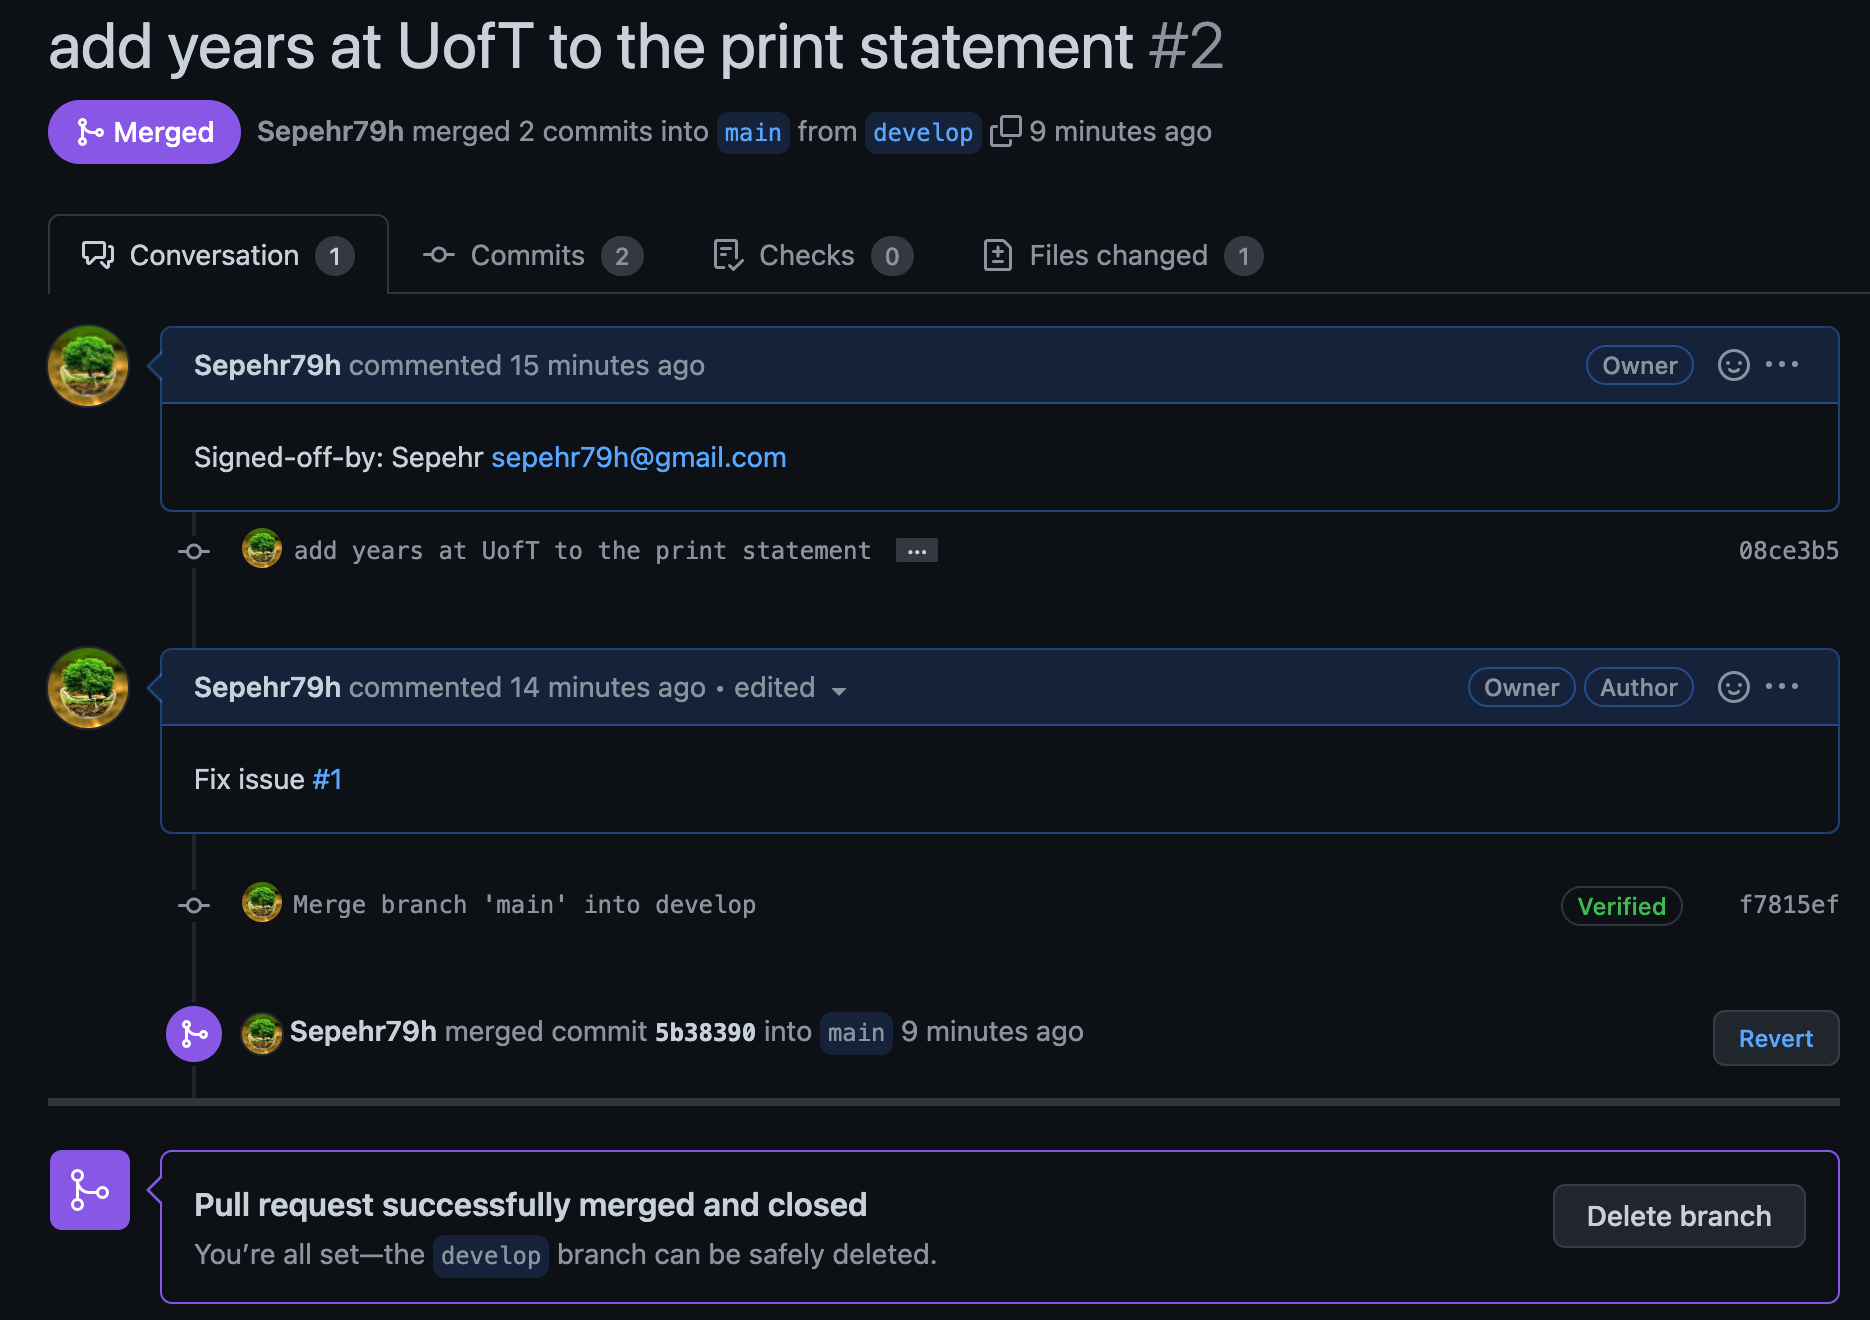 add years at UofT to the print statement #2
Merged Sepehr79h merged 2 commits into main from develop 9 minutes ago
Conversation 1 Commits 2 Checks 0 Files changed 1
Sepehr79h commented 15 minutes ago Owner
Signed-off-by: Sepehr sepehr79h@gmail.com
add years at UofT to the print statement … 08ce3b5
Sepehr79h commented 14 minutes ago • edited Owner Author
Fix issue #1
Merge branch 'main' into develop Verified f7815ef
Sepehr79h merged commit 5b38390 into main 9 minutes ago Revert
Pull request successfully merged and closed
You’re all set—the develop branch can be safely deleted.
Delete branch